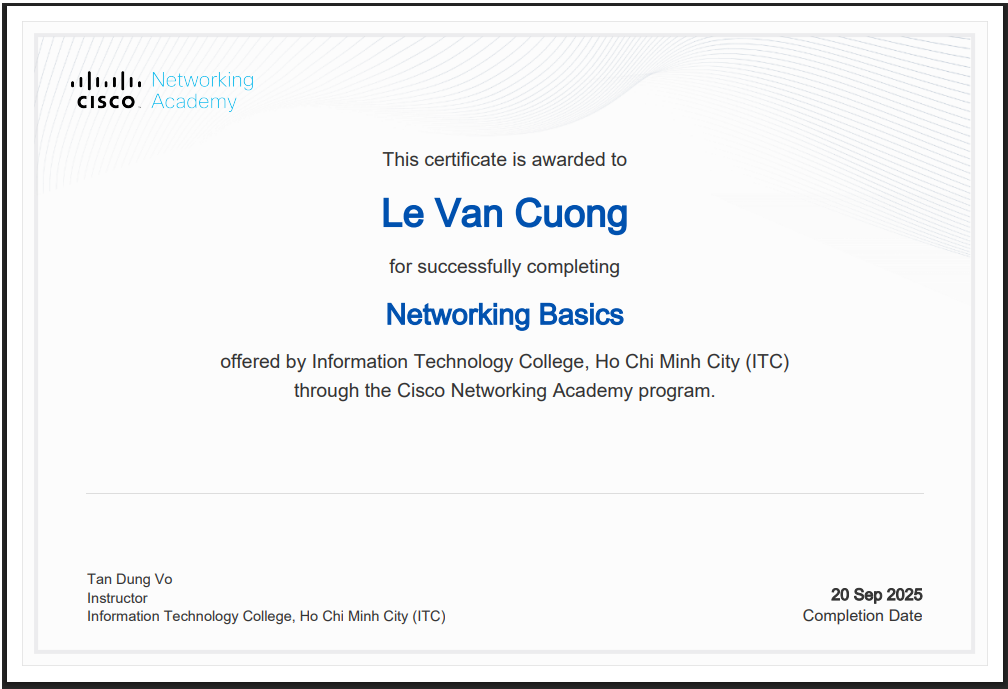 CISCO Networking
Academy
This certificate is awarded to
Le Van Cuong
for successfully completing
Networking Basics
offered by Information Technology College, Ho Chi Minh City (ITC)
through the Cisco Networking Academy program.
Tan Dung Vo
Instructor
Information Technology College, Ho Chi Minh City (ITC)
20 Sep 2025
Completion Date